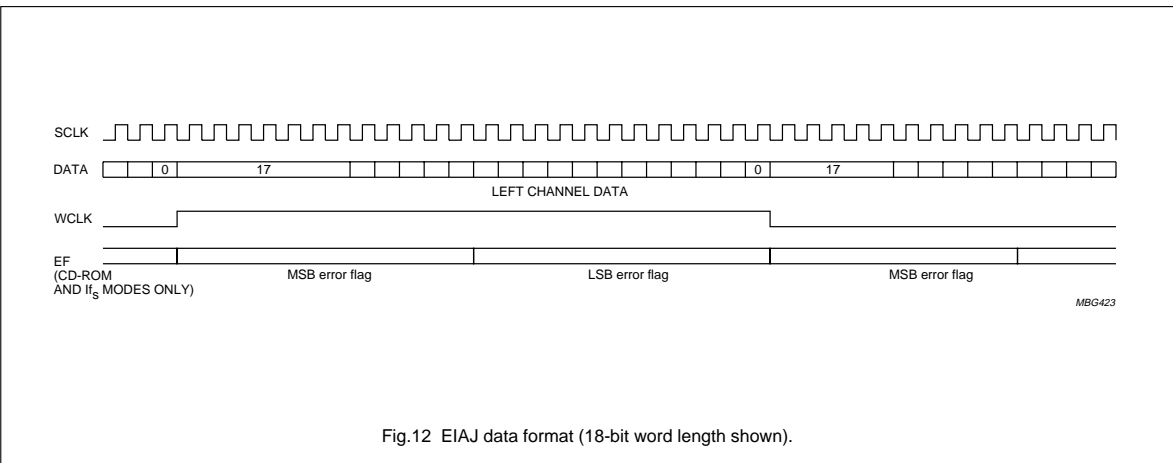 SCLK
DATA 0 17 0 17
LEFT CHANNEL DATA
WCLK
EF
(CD-ROM
AND Ifs MODES ONLY)
MSB error flag LSB error flag MSB error flag
MBG423
Fig.12 EIAJ data format (18-bit word length shown).